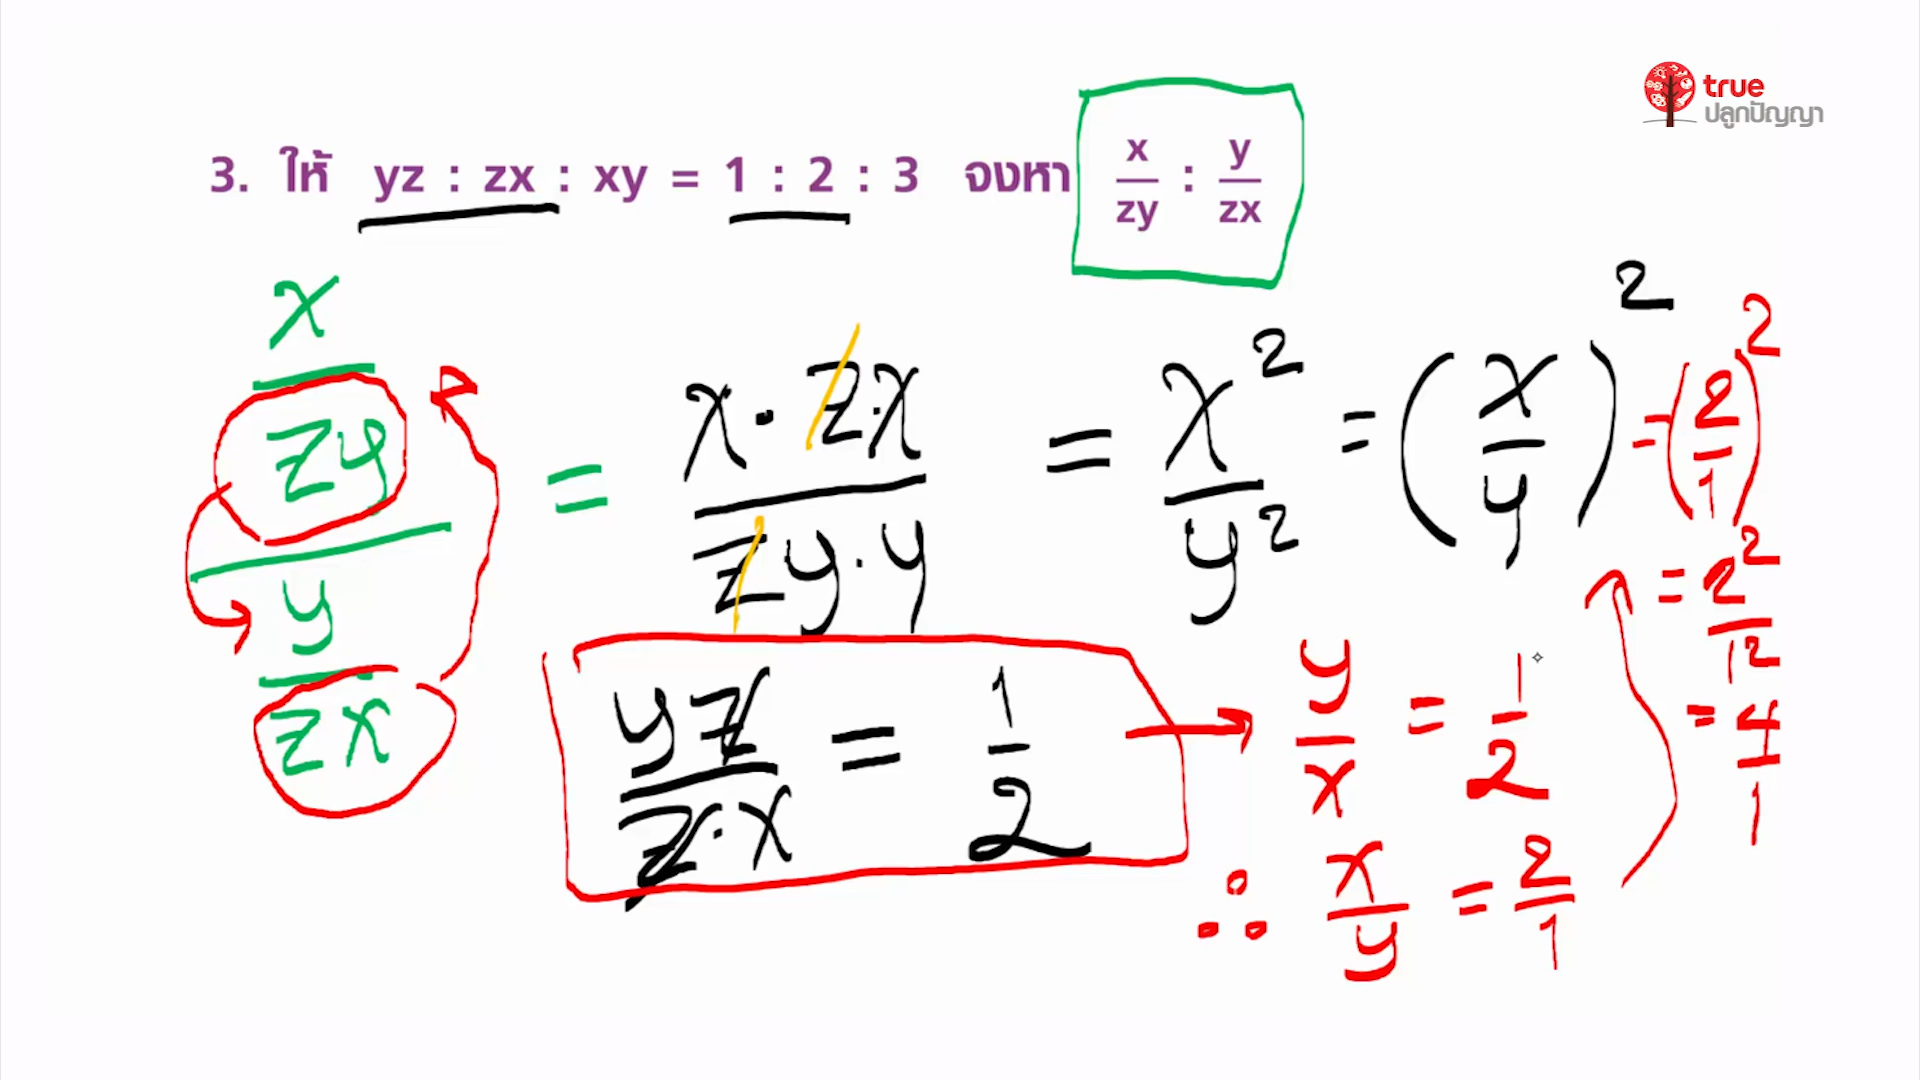 true
ปลูกปัญญา
3. ให้ yz : zx : xy = 1 : 2 : 3 จงหา x/zy : y/zx
x/zy / y/zx = x·z·x / zy·y = x²/y² = (x/y)² = (2/1)²
= 2²/1²
= 4/1
yz/z·x = 1/2 → y/x = 1/2
∴ x/y = 2/1